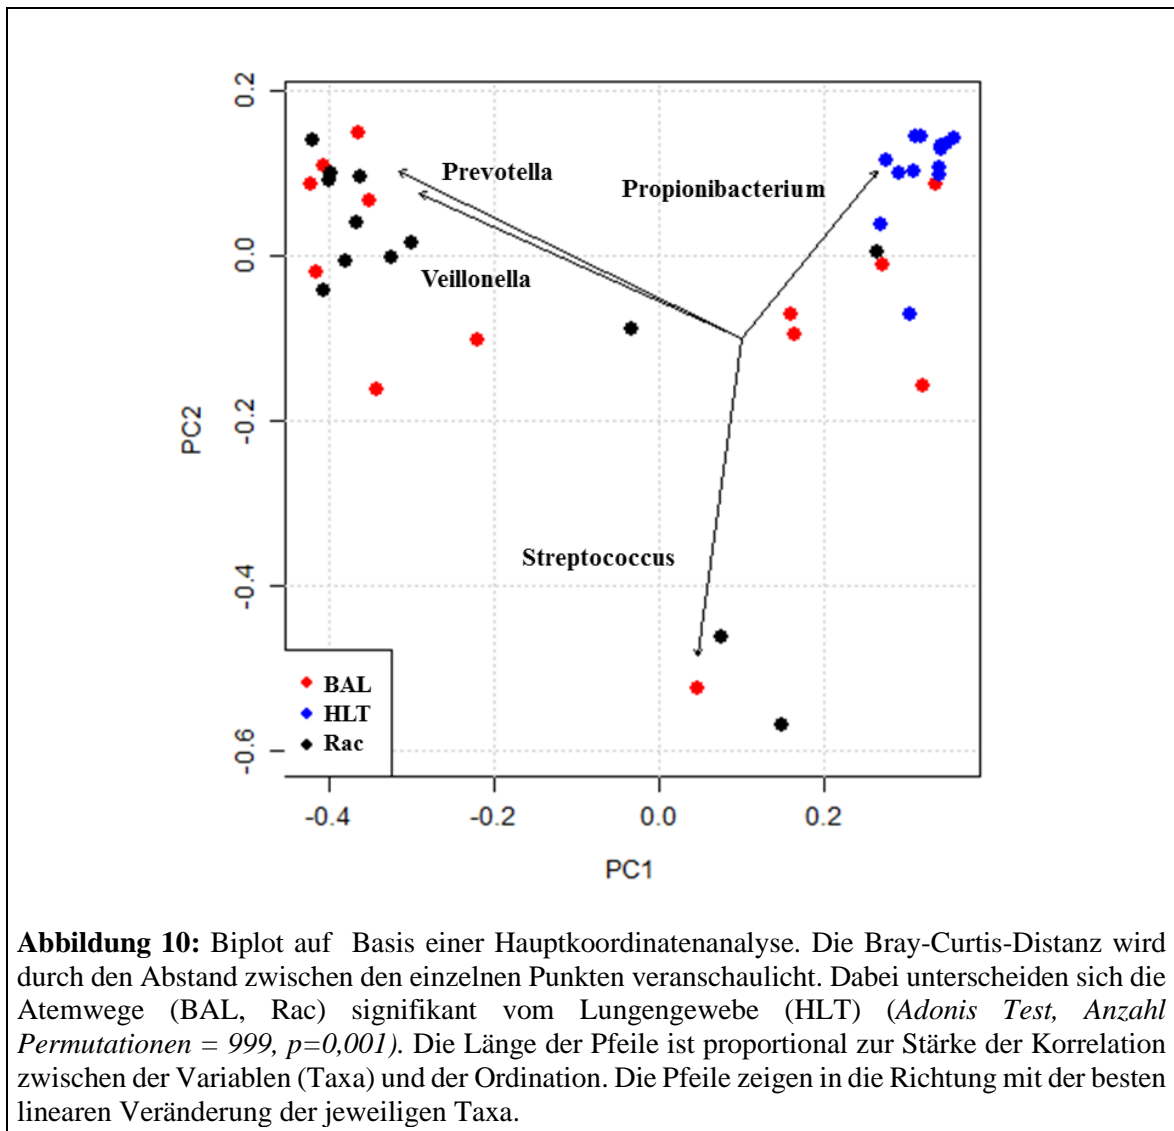 0.2
0.0
-0.2
-0.4
-0.6
PC2
Prevotella
Propionibacterium
Veillonella
Streptococcus
BAL
HLT
Rac
-0.4
-0.2
0.0
0.2
PC1
Abbildung 10: Biplot auf Basis einer Hauptkoordinatenanalyse. Die Bray-Curtis-Distanz wird
durch den Abstand zwischen den einzelnen Punkten veranschaulicht. Dabei unterscheiden sich die
Atemwege (BAL, Rac) signifikant vom Lungengewebe (HLT) (Adonis Test, Anzahl
Permutationen = 999, p=0,001). Die Länge der Pfeile ist proportional zur Stärke der Korrelation
zwischen der Variablen (Taxa) und der Ordination. Die Pfeile zeigen in die Richtung mit der besten
linearen Veränderung der jeweiligen Taxa.